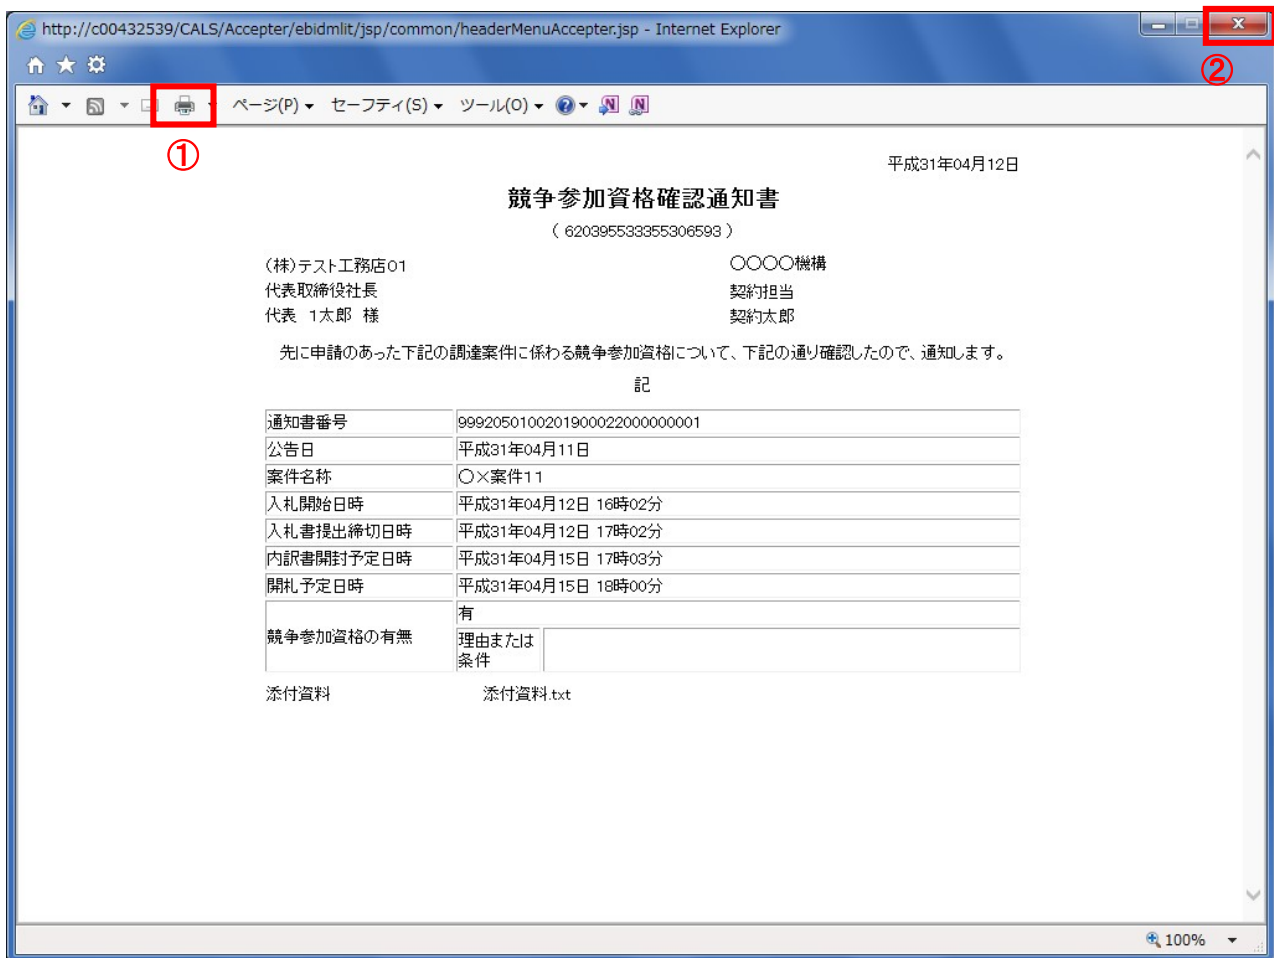 http://c00432539/CALS/Accepter/ebidmlit/jsp/common/headerMenuAccepter.jsp - Internet Explorer
②
ページ(P) セーフティ(S) ツール(O)
①
平成31年04月12日
競争参加資格確認通知書
( 620395533355306593 )
(株)テスト工務店01 〇〇〇〇機構
代表取締役社長 契約担当
代表 1太郎 様 契約太郎
先に申請のあった下記の調達案件に係わる競争参加資格について、下記の通り確認したので、通知します。
記
通知書番号 99920501002019000220000000001
公告日 平成31年04月11日
案件名称 〇×案件11
入札開始日時 平成31年04月12日 16時02分
入札書提出締切日時 平成31年04月12日 17時02分
内訳書開封予定日時 平成31年04月15日 17時03分
開札予定日時 平成31年04月15日 18時00分
競争参加資格の有無 有
理由または
条件
添付資料 添付資料.txt
100%